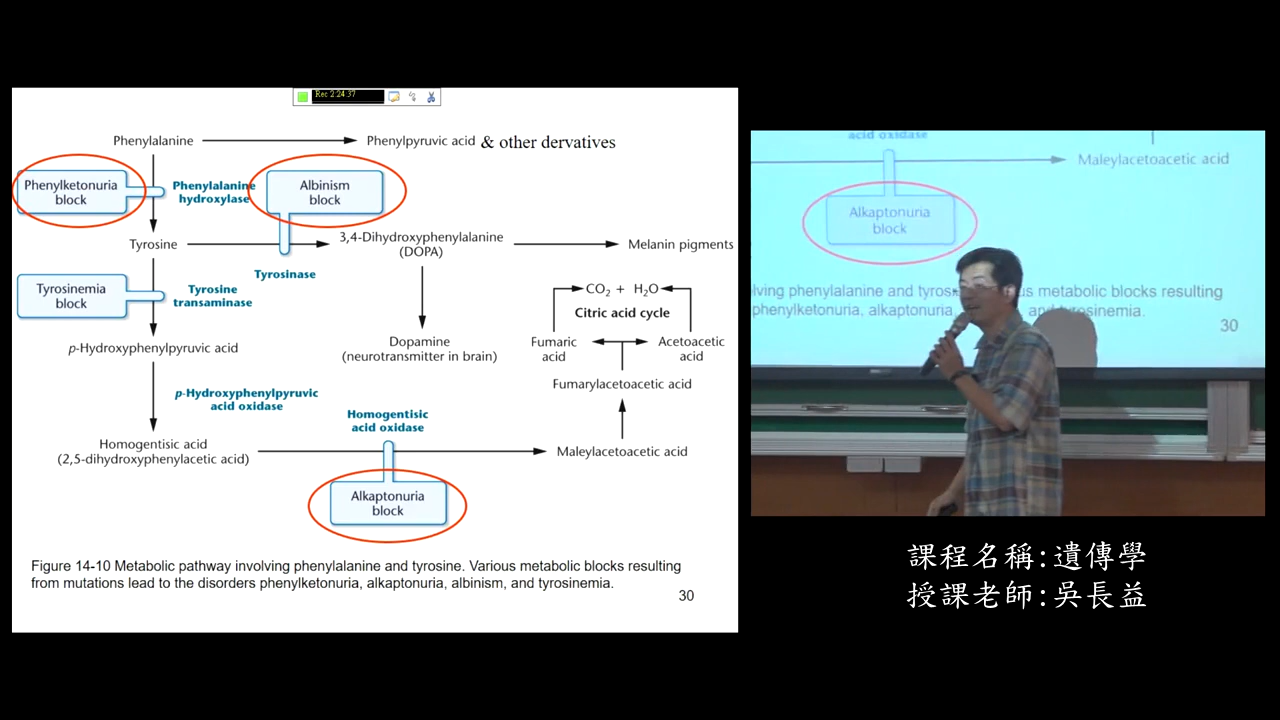 Rec 2:24:37
Phenylalanine
Phenylpyruvic acid & other dervatives
Phenylketonuria
block
Phenylalanine
hydroxylase
Albinism
block
Tyrosine
3,4-Dihydroxyphenylalanine
(DOPA)
Melanin pigments
Tyrosinase
Tyrosinemia
block
Tyrosine
transaminase
CO2 + H2O
Citric acid cycle
p-Hydroxyphenylpyruvic acid
Dopamine
(neurotransmitter in brain)
Fumaric
acid
Acetoacetic
acid
Fumarylacetoacetic acid
p-Hydroxyphenylpyruvic
acid oxidase
Homogentisic
acid oxidase
Homogentisic acid
(2,5-dihydroxyphenylacetic acid)
Maleylacetoacetic acid
Alkaptonuria
block
Figure 14-10 Metabolic pathway involving phenylalanine and tyrosine. Various metabolic blocks resulting
from mutations lead to the disorders phenylketonuria, alkaptonuria, albinism, and tyrosinemia.
30
acid oxidase
Maleylacetoacetic acid
Alkaptonuria
block
lving phenylalanine and tyros us metabolic blocks resulting
phenylketonuria, alkaptonuria, and tyrosinemia.
30
課程名稱:遺傳學
授課老師:吳長益